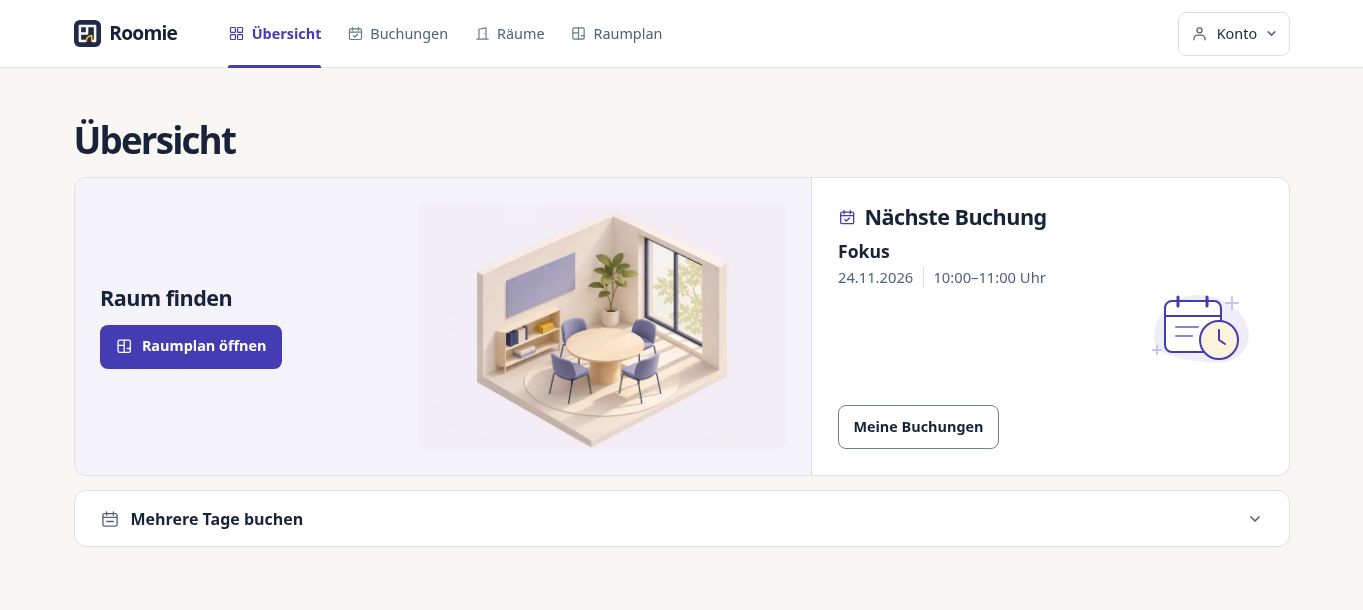 Roomie
Übersicht
Buchungen
Räume
Raumplan
Konto
Übersicht
Raum finden
Raumplan öffnen
Nächste Buchung
Fokus
24.11.2026
10:00–11:00 Uhr
Meine Buchungen
Mehrere Tage buchen